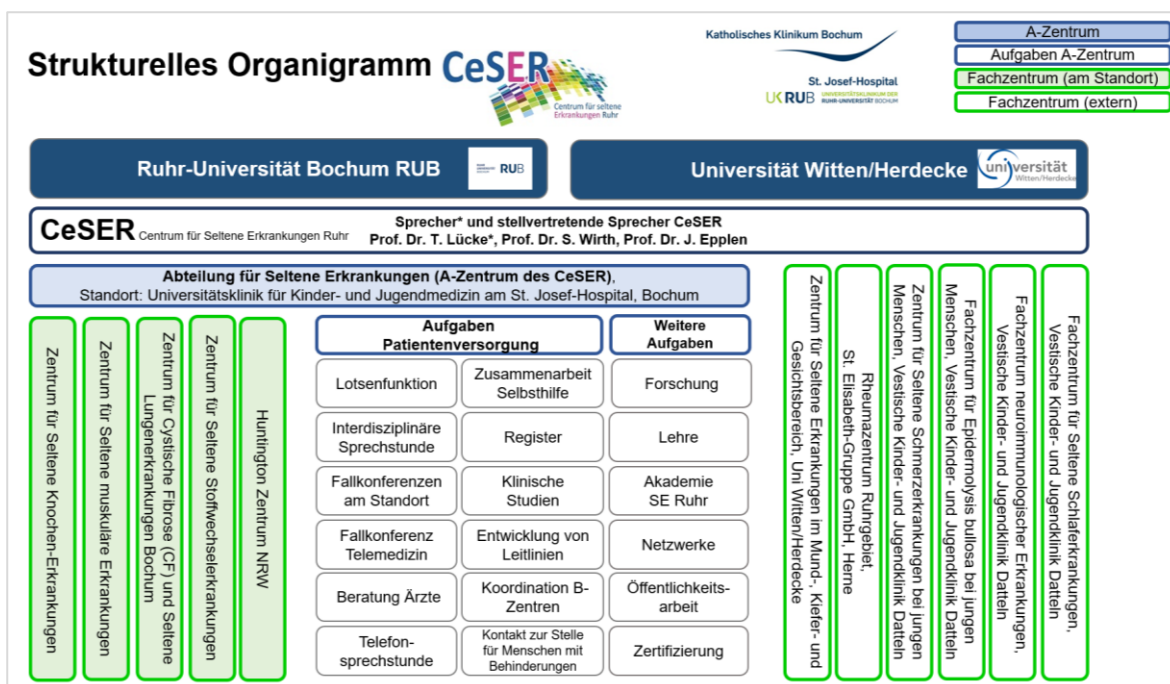 Strukturelles Organigramm
CeSER
Centrum für seltene
Erkrankungen Ruhr
Katholisches Klinikum Bochum
St. Josef-Hospital
UK RUB UNIVERSITÄTSKLINIKUM DER
RUHR-UNIVERSITÄT BOCHUM
A-Zentrum
Aufgaben A-Zentrum
Fachzentrum (am Standort)
Fachzentrum (extern)
Ruhr-Universität Bochum RUB
RUB
Universität Witten/Herdecke
universität
Witten/Herdecke
CeSER Centrum für Seltene Erkrankungen Ruhr
Sprecher* und stellvertretende Sprecher CeSER
Prof. Dr. T. Lücke*, Prof. Dr. S. Wirth, Prof. Dr. J. Epplen
Abteilung für Seltene Erkrankungen (A-Zentrum des CeSER),
Standort: Universitätsklinik für Kinder- und Jugendmedizin am St. Josef-Hospital, Bochum
Zentrum für Seltene Knochen-Erkrankungen
Zentrum für Seltene muskuläre Erkrankungen
Zentrum für Cystische Fibrose (CF) und Seltene
Lungenerkrankungen Bochum
Zentrum für Seltene Stoffwechselerkrankungen
Huntington Zentrum NRW
Aufgaben
Patientenversorgung
Weitere
Aufgaben
Lotsenfunktion
Zusammenarbeit
Selbsthilfe
Forschung
Interdisziplinäre
Sprechstunde
Register
Lehre
Fallkonferenzen
am Standort
Klinische
Studien
Akademie
SE Ruhr
Fallkonferenz
Telemedizin
Entwicklung von
Leitlinien
Netzwerke
Beratung Ärzte
Koordination B-
Zentren
Öffentlichkeits-
arbeit
Telefon-
sprechstunde
Kontakt zur Stelle
für Menschen mit
Behinderungen
Zertifizierung
Zentrum für Seltene Erkrankungen im Mund-, Kiefer- und
Gesichtsbereich, Uni Witten/Herdecke
Rheumazentrum Ruhrgebiet,
St. Elisabeth-Gruppe GmbH, Herne
Zentrum für Seltene Schmerzerkrankungen bei jungen
Menschen, Vestische Kinder- und Jugendklinik Datteln
Fachzentrum für Epidermolysis bullosa bei jungen
Menschen, Vestische Kinder- und Jugendklinik Datteln
Fachzentrum neuroimmunologischer Erkrankungen,
Vestische Kinder- und Jugendklinik Datteln
Fachzentrum für Seltene Schlaferkrankungen,
Vestische Kinder- und Jugendklinik Datteln